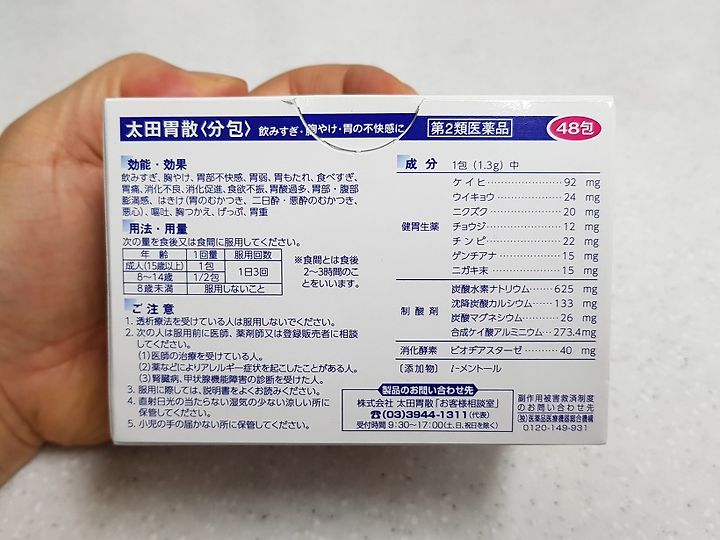 太田胃散〈分包〉 飲みすぎ・胸やけ・胃の不快感に 第2類医薬品 48包
効能・効果
飲みすぎ、胸やけ、胃部不快感、胃弱、胃もたれ、食べすぎ、
胃痛、消化不良、消化促進、食欲不振、胃酸過多、胃部・腹部
膨満感、はきけ(胃のむかつき、二日酔・悪酔のむかつき、
悪心)、嘔吐、胸つかえ、げっぷ、胃重
用法・用量
次の量を食後又は食間に服用してください。
年 齢 1回量 服用回数
成人(15歳以上) 1包 1日3回
8〜14歳 1/2包
8歳未満 服用しないこと
※食間とは食後
2〜3時間のこ
とをいいます。
ご注意
1. 透析療法を受けている人は服用しないでください。
2. 次の人は服用前に医師、薬剤師又は登録販売者に相談
してください。
(1)医師の治療を受けている人。
(2)薬などによりアレルギー症状を起こしたことがある人。
(3)腎臓病、甲状腺機能障害の診断を受けた人。
3. 服用に際しては、説明書をよくお読みください。
4. 直射日光の当たらない湿気の少ない涼しい所に
保管してください。
5. 小児の手の届かない所に保管してください。
成 分 1包(1.3g)中
健胃生薬
ケイヒ 92 mg
ウイキョウ 24 mg
ニクズク 20 mg
チョウジ 12 mg
チンピ 22 mg
ゲンチアナ 15 mg
ニガキ末 15 mg
制酸剤
炭酸水素ナトリウム 625 mg
沈降炭酸カルシウム 133 mg
炭酸マグネシウム 26 mg
合成ケイ酸アルミニウム 273.4mg
消化酵素 ビオヂアスターゼ 40 mg
〔添加物〕 l-メントール
製品のお問い合わせ先
株式会社 太田胃散「お客様相談室」
☎(03)3944-1311(代表)
受付時間 9:30〜17:00(土、日、祝日を除く)
副作用被害救済制度
のお問い合わせ先
(独)医薬品医療機器総合機構
0120-149-931